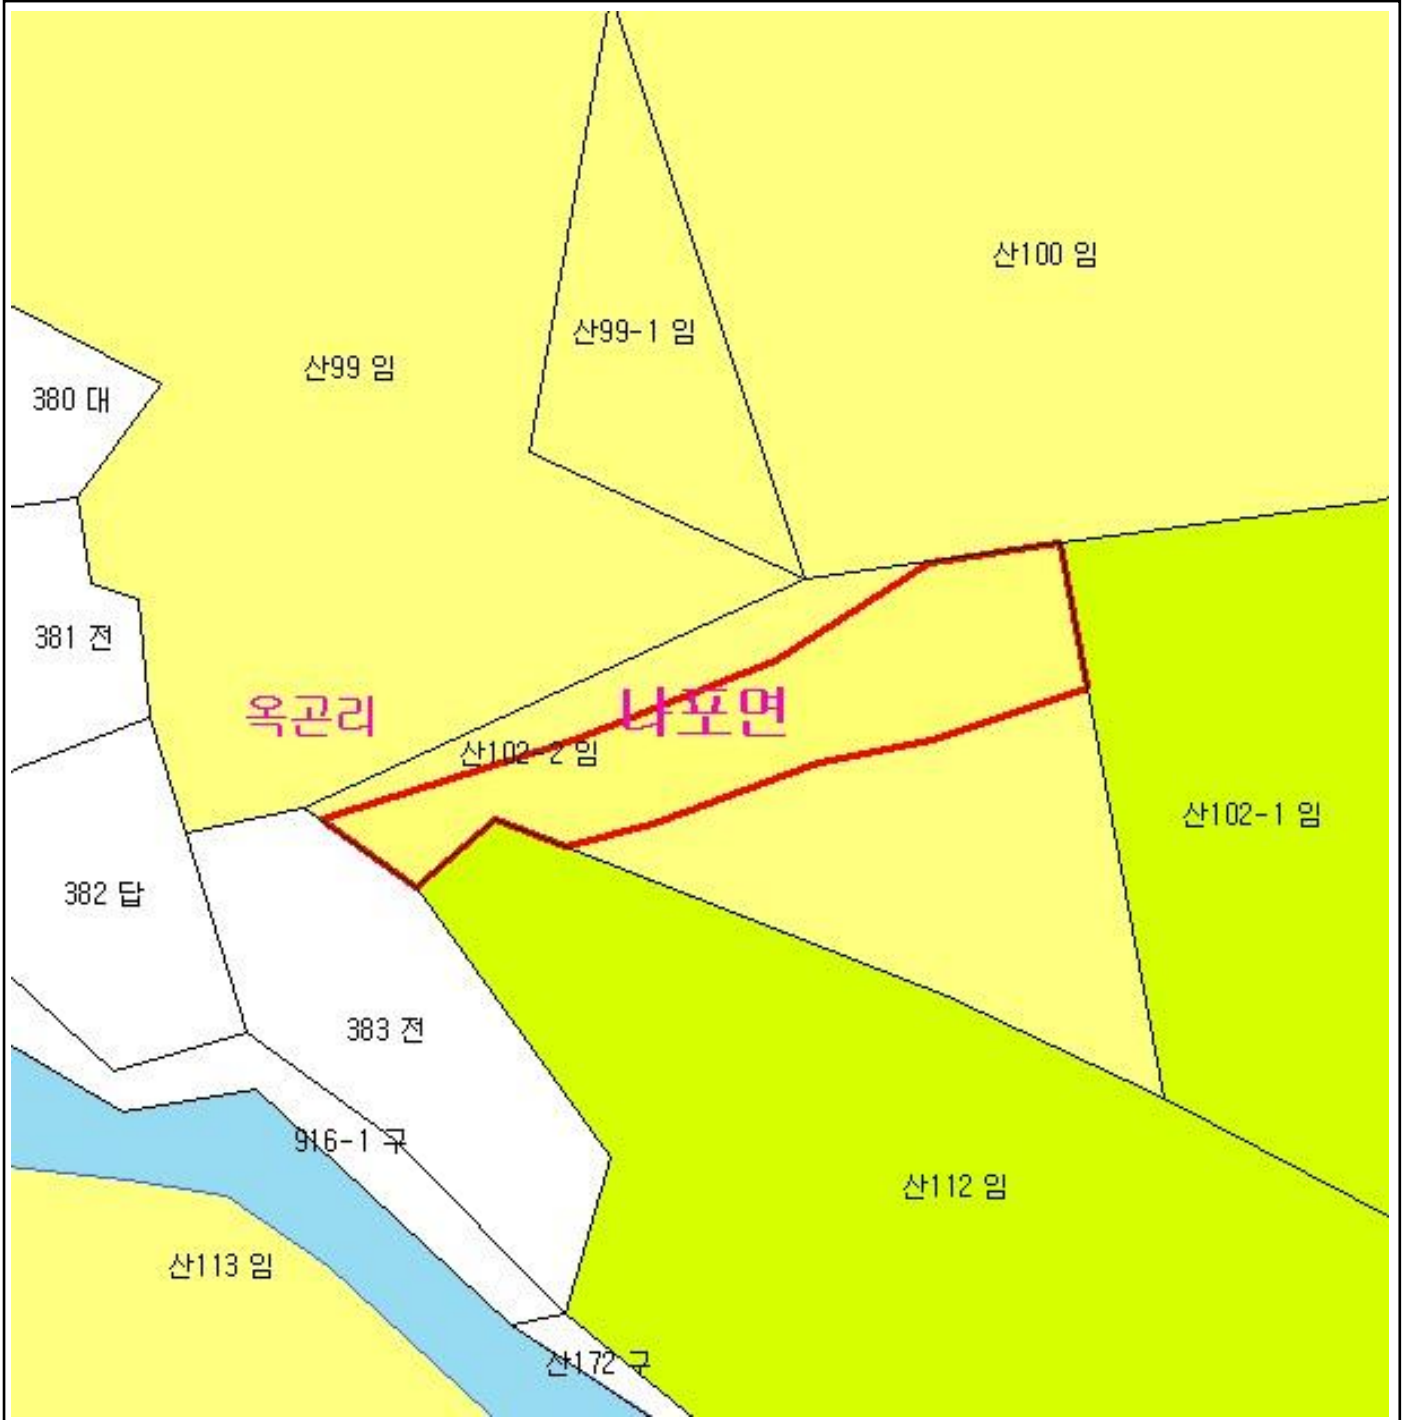 산100 임
산99-1 임
산99 임
380 대
381 전
옥곤리
나포면
산102-2 임
산102-1 임
382 답
383 전
916-1 구
산112 임
산113 임
산172 구